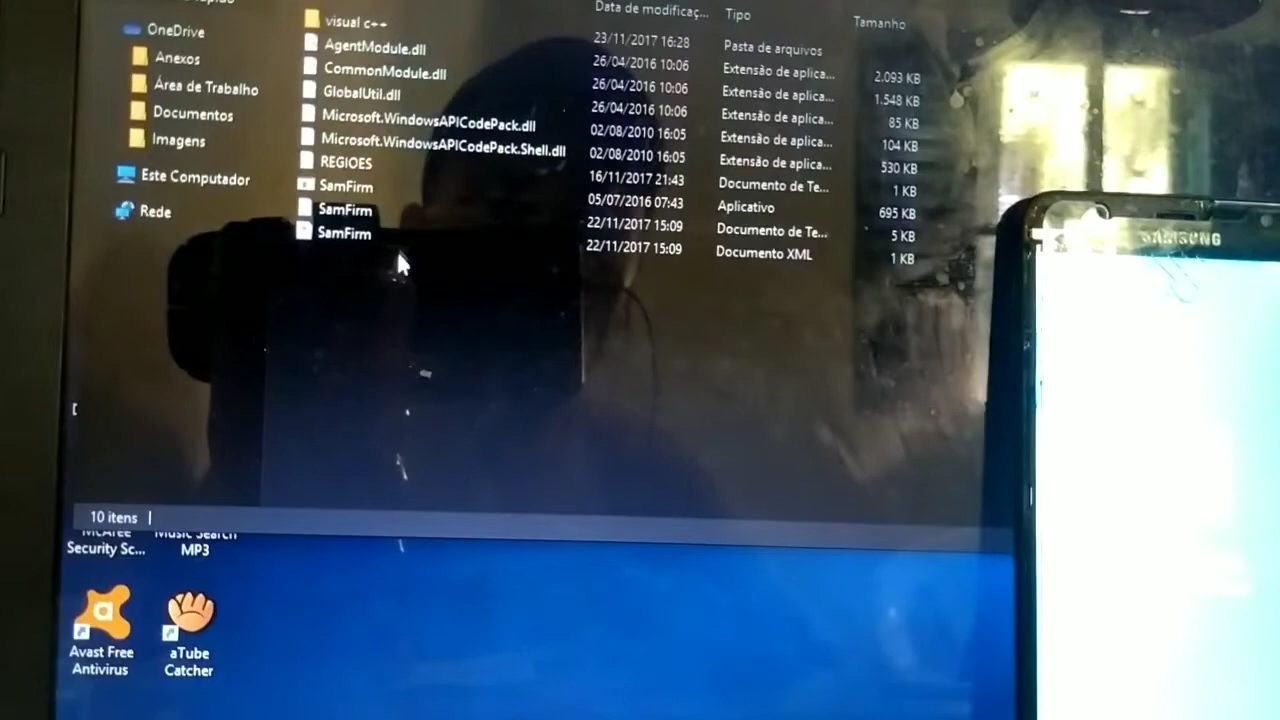 Data de modificaç... Tipo Tamanho
OneDrive
Anexos
Área de Trabalho
Documentos
Imagens
Este Computador
Rede
visual c++ 23/11/2017 16:28 Pasta de arquivos
AgentModule.dll 26/04/2016 10:06 Extensão de aplica... 2.093 KB
CommonModule.dll 26/04/2016 10:06 Extensão de aplica... 1.548 KB
GlobalUtil.dll 26/04/2016 10:06 Extensão de aplica... 85 KB
Microsoft.WindowsAPICodePack.dll 02/08/2010 16:05 Extensão de aplica... 104 KB
Microsoft.WindowsAPICodePack.Shell.dll 02/08/2010 16:05 Extensão de aplica... 530 KB
REGIOES 16/11/2017 21:43 Documento de Te... 1 KB
SamFirm 05/07/2016 07:43 Aplicativo 695 KB
SamFirm 22/11/2017 15:09 Documento de Te... 5 KB
SamFirm 22/11/2017 15:09 Documento XML 1 KB
SAMSUNG
10 itens
McAfee
Security Sc...
Music Search
MP3
Avast Free
Antivirus
aTube
Catcher